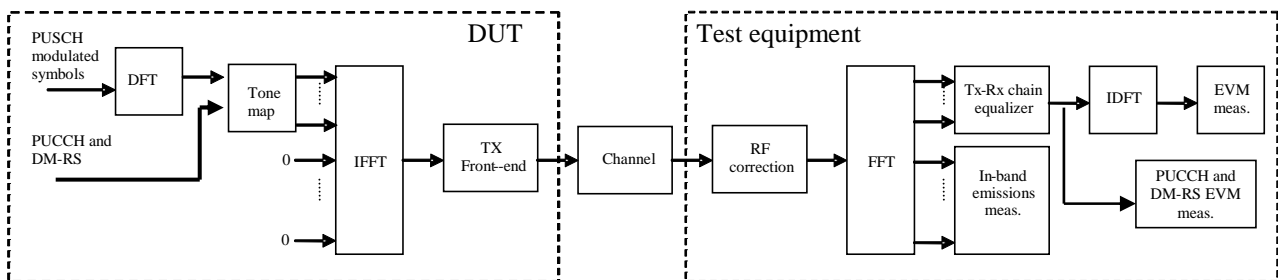 DUT
Test equipment
PUSCH
modulated
symbols
DFT
Tone
map
PUCCH and
DM-RS
0
0
IFFT
TX
Front--end
Channel
RF
correction
FFT
Tx-Rx chain
equalizer
IDFT
EVM
meas.
In-band
emissions
meas.
PUCCH and
DM-RS EVM
meas.